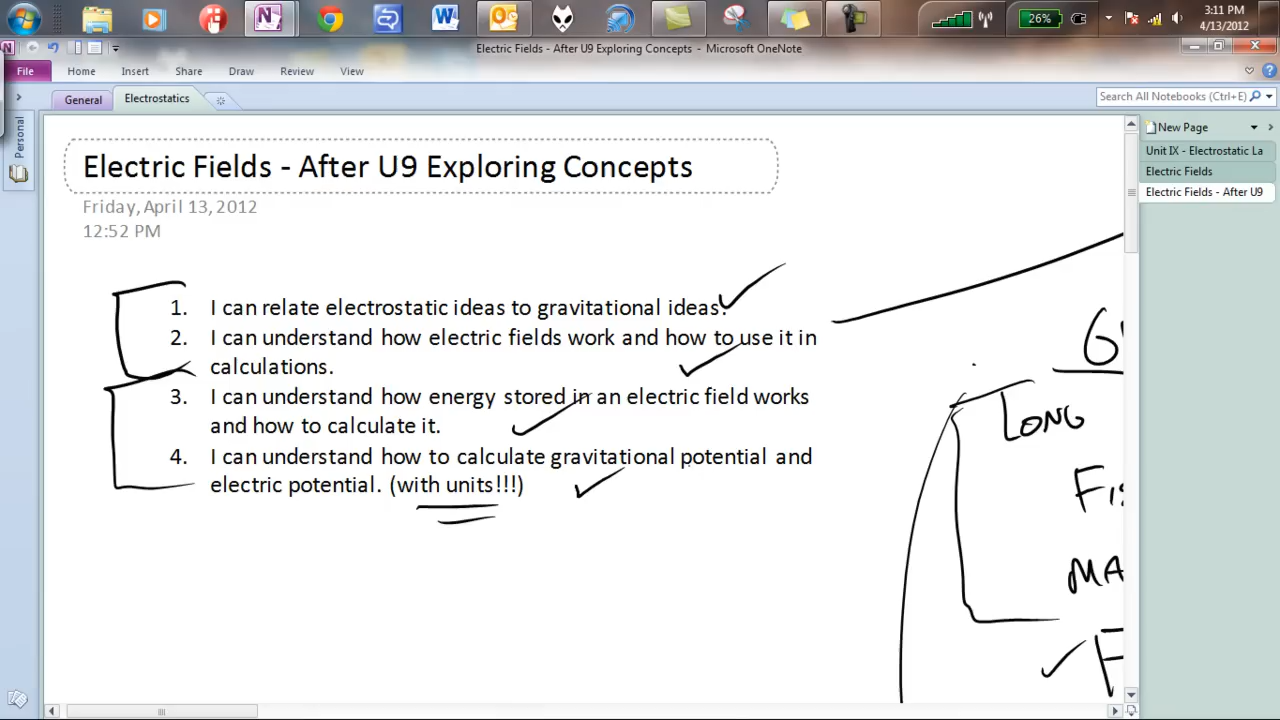 3:11 PM
26%
4/13/2012
Electric Fields - After U9 Exploring Concepts - Microsoft OneNote
File Home Insert Share Draw Review View
General Electrostatics
Search All Notebooks (Ctrl+E)
Personal
New Page
Unit IX - Electrostatic La
Electric Fields
Electric Fields - After U9
Electric Fields - After U9 Exploring Concepts
Friday, April 13, 2012
12:52 PM
1. I can relate electrostatic ideas to gravitational ideas.
2. I can understand how electric fields work and how to use it in
calculations.
3. I can understand how energy stored in an electric field works
and how to calculate it.
4. I can understand how to calculate gravitational potential and
electric potential. (with units!!!)
LONG
MA
F